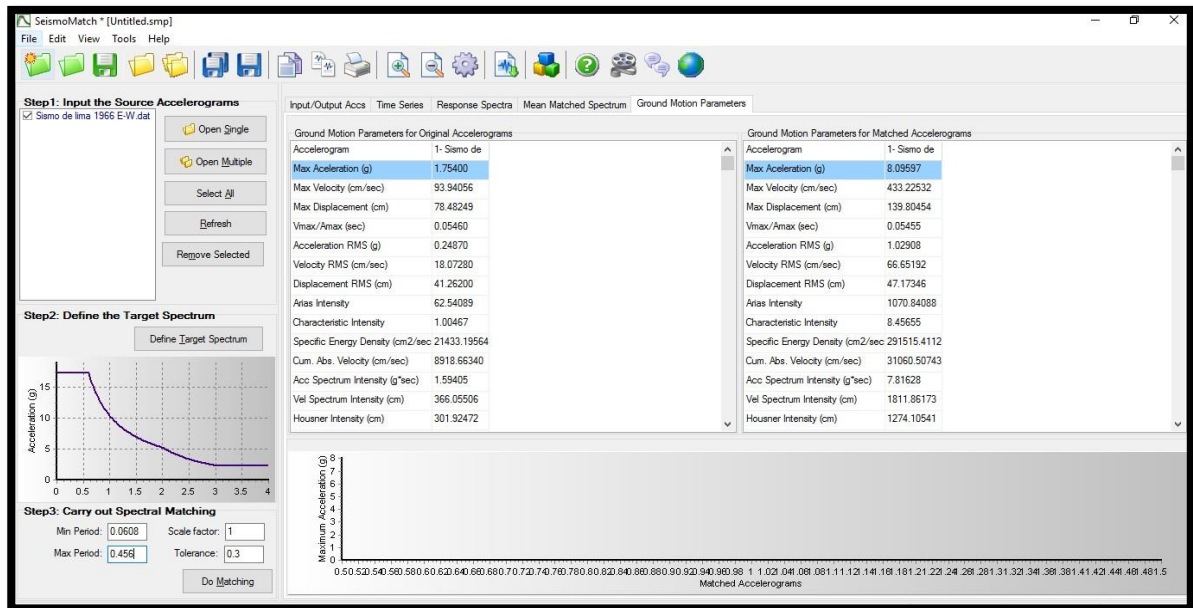 SeismoMatch * [Untitled.smp]
File Edit View Tools Help
Step1: Input the Source Accelerograms
Sismo de lima 1966 E-W.dat
Open Single
Open Multiple
Select All
Refresh
Remove Selected
Step2: Define the Target Spectrum
Define Target Spectrum
Acceleration (g)
15
10
5
0
0 0.5 1 1.5 2 2.5 3 3.5 4
Step3: Carry out Spectral Matching
Min Period: 0.0608 Scale factor: 1
Max Period: 0.456 Tolerance: 0.3
Do Matching
Input/Output Accs Time Series Response Spectra Mean Matched Spectrum Ground Motion Parameters
Ground Motion Parameters for Original Accelerograms
Accelerogram 1- Sismo de
Max Aceleration (g) 1.75400
Max Velocity (cm/sec) 93.94056
Max Displacement (cm) 78.48249
Vmax/Amax (sec) 0.05460
Acceleration RMS (g) 0.24870
Velocity RMS (cm/sec) 18.07280
Displacement RMS (cm) 41.26200
Arias Intensity 62.54089
Characteristic Intensity 1.00467
Specific Energy Density (cm2/sec 21433.19564
Cum. Abs. Velocity (cm/sec) 8918.66340
Acc Spectrum Intensity (g*sec) 1.59405
Vel Spectrum Intensity (cm) 366.05506
Housner Intensity (cm) 301.92472
Ground Motion Parameters for Matched Accelerograms
Accelerogram 1- Sismo de
Max Aceleration (g) 8.09597
Max Velocity (cm/sec) 433.22532
Max Displacement (cm) 139.80454
Vmax/Amax (sec) 0.05455
Acceleration RMS (g) 1.02908
Velocity RMS (cm/sec) 66.65192
Displacement RMS (cm) 47.17346
Arias Intensity 1070.84088
Characteristic Intensity 8.45655
Specific Energy Density (cm2/sec 291515.4112
Cum. Abs. Velocity (cm/sec) 31060.50743
Acc Spectrum Intensity (g*sec) 7.81628
Vel Spectrum Intensity (cm) 1811.86173
Housner Intensity (cm) 1274.10541
Maximum Acceleration (g)
8
7
6
5
4
3
2
1
0
Matched Accelerograms